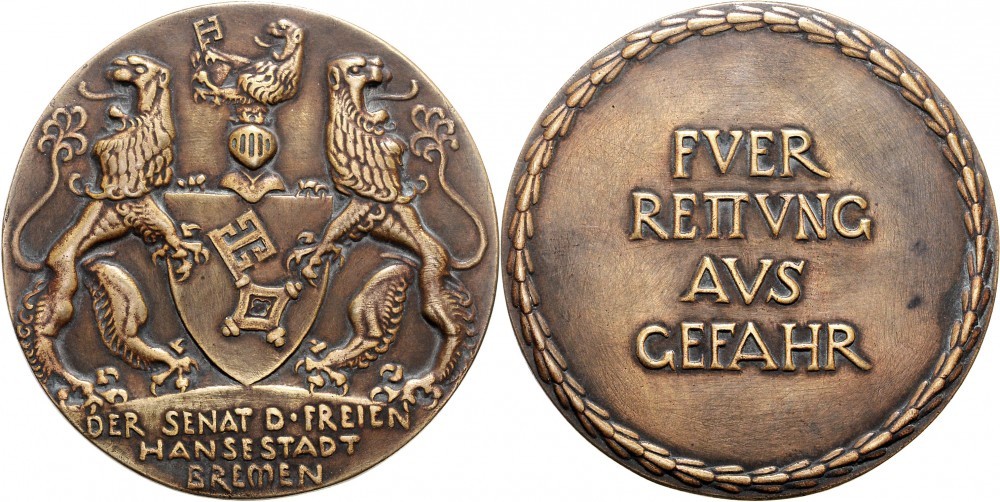 DER SENAT D·FREIEN
HANSESTADT
BREMEN
FVER
RETTVNG
AVS
GEFAHR